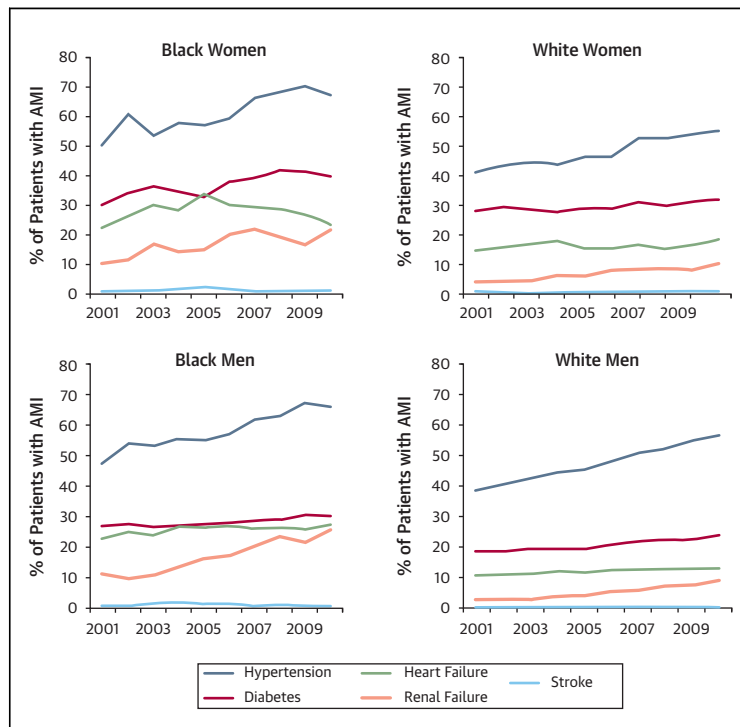 Black Women
% of Patients with AMI
80
70
60
50
40
30
20
10
0
2001 2003 2005 2007 2009
White Women
% of Patients with AMI
80
70
60
50
40
30
20
10
0
2001 2003 2005 2007 2009
Black Men
% of Patients with AMI
80
70
60
50
40
30
20
10
0
2001 2003 2005 2007 2009
White Men
% of Patients with AMI
80
70
60
50
40
30
20
10
0
2001 2003 2005 2007 2009
Hypertension Heart Failure Stroke
Diabetes Renal Failure